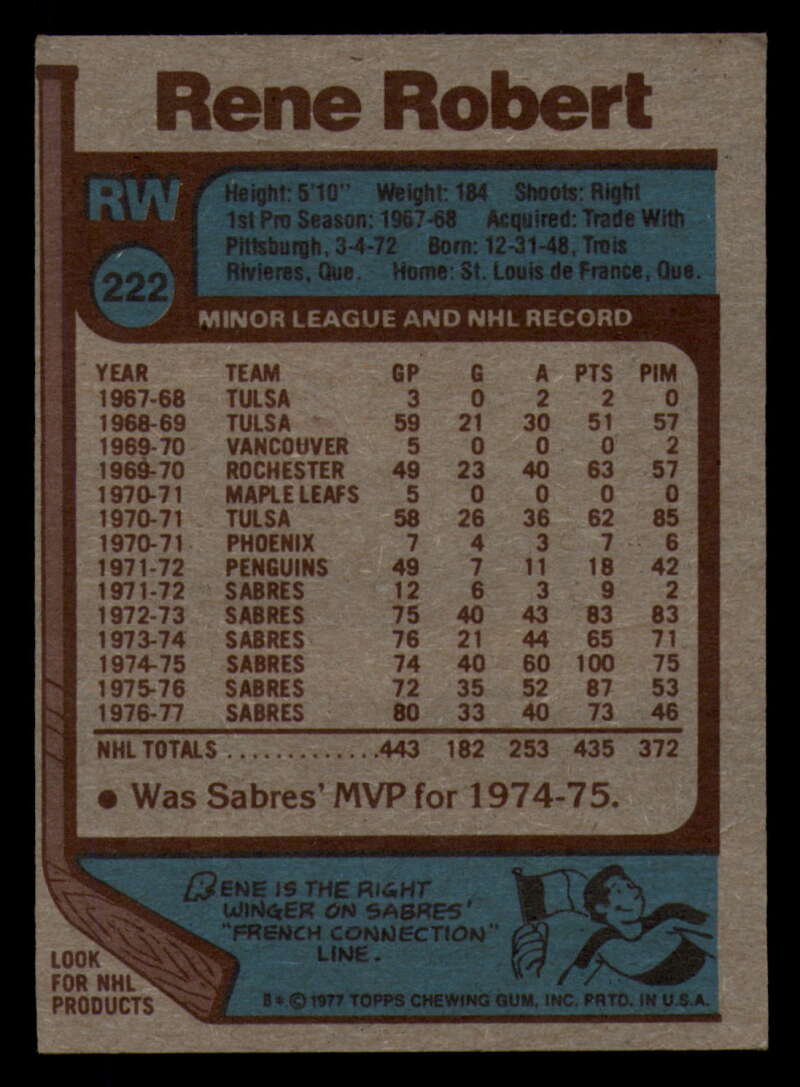 Rene Robert
RW
222
Height: 5'10" Weight: 184 Shoots: Right
1st Pro Season: 1967-68 Acquired: Trade With
Pittsburgh, 3-4-72 Born: 12-31-48, Trois
Rivieres, Que. Home: St. Louis de France, Que.
MINOR LEAGUE AND NHL RECORD
YEAR TEAM GP G A PTS PIM
1967-68 TULSA 3 0 2 2 0
1968-69 TULSA 59 21 30 51 57
1969-70 VANCOUVER 5 0 0 0 2
1969-70 ROCHESTER 49 23 40 63 57
1970-71 MAPLE LEAFS 5 0 0 0 0
1970-71 TULSA 58 26 36 62 85
1970-71 PHOENIX 7 4 3 7 6
1971-72 PENGUINS 49 7 11 18 42
1971-72 SABRES 12 6 3 9 2
1972-73 SABRES 75 40 43 83 83
1973-74 SABRES 76 21 44 65 71
1974-75 SABRES 74 40 60 100 75
1975-76 SABRES 72 35 52 87 53
1976-77 SABRES 80 33 40 73 46
NHL TOTALS ..............443 182 253 435 372
● Was Sabres' MVP for 1974-75.
RENE IS THE RIGHT
WINGER ON SABRES'
"FRENCH CONNECTION"
LINE.
LOOK
FOR NHL
PRODUCTS
B* © 1977 TOPPS CHEWING GUM, INC. PRTD. IN U.S.A.